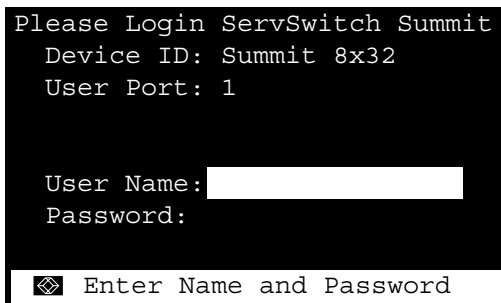 Please Login ServSwitch Summit
Device ID: Summit 8x32
User Port: 1
User Name:
Password:
Enter Name and Password